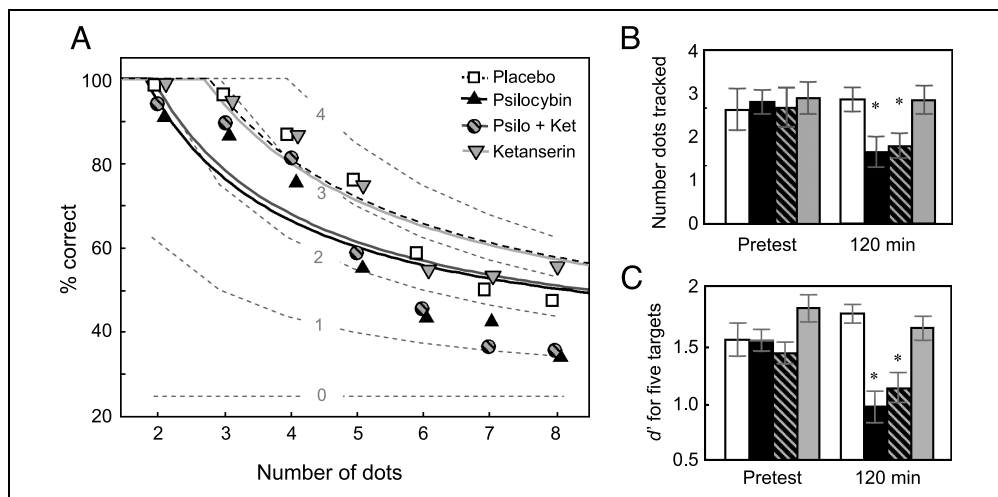 A
% correct
100
80
60
40
20
2 3 4 5 6 7 8
Number of dots
Placebo
Psilocybin
Psilo + Ket
Ketanserin
4
3
2
1
0
B
Number dots tracked
4
3
2
1
0
Pretest 120 min
* *
C
d' for five targets
2
1.5
1.0
0.5
Pretest 120 min
* *